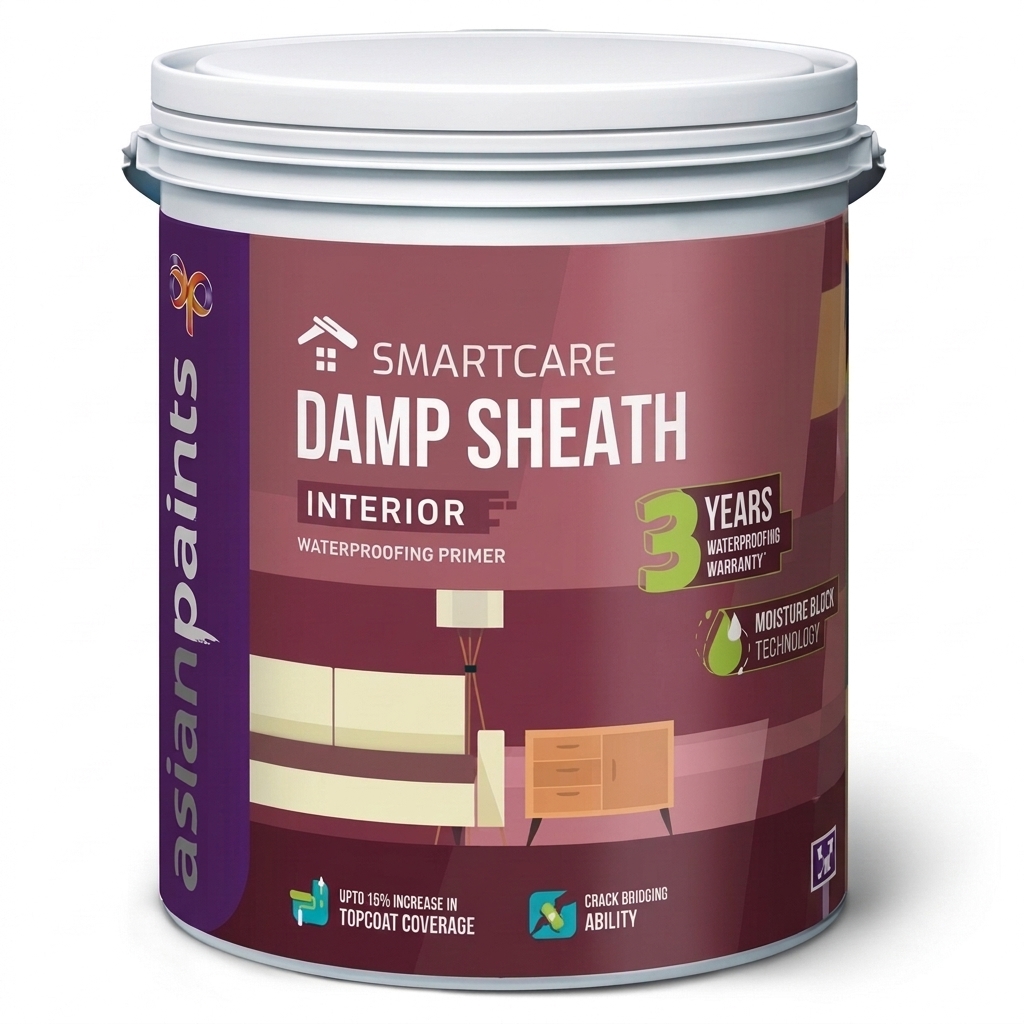 asianpaints
SMARTCARE
DAMP SHEATH
INTERIOR
WATERPROOFING PRIMER
3 YEARS
WATERPROOFING
WARRANTY*
MOISTURE BLOCK
TECHNOLOGY
UPTO 15% INCREASE IN
TOPCOAT COVERAGE
CRACK BRIDGING
ABILITY